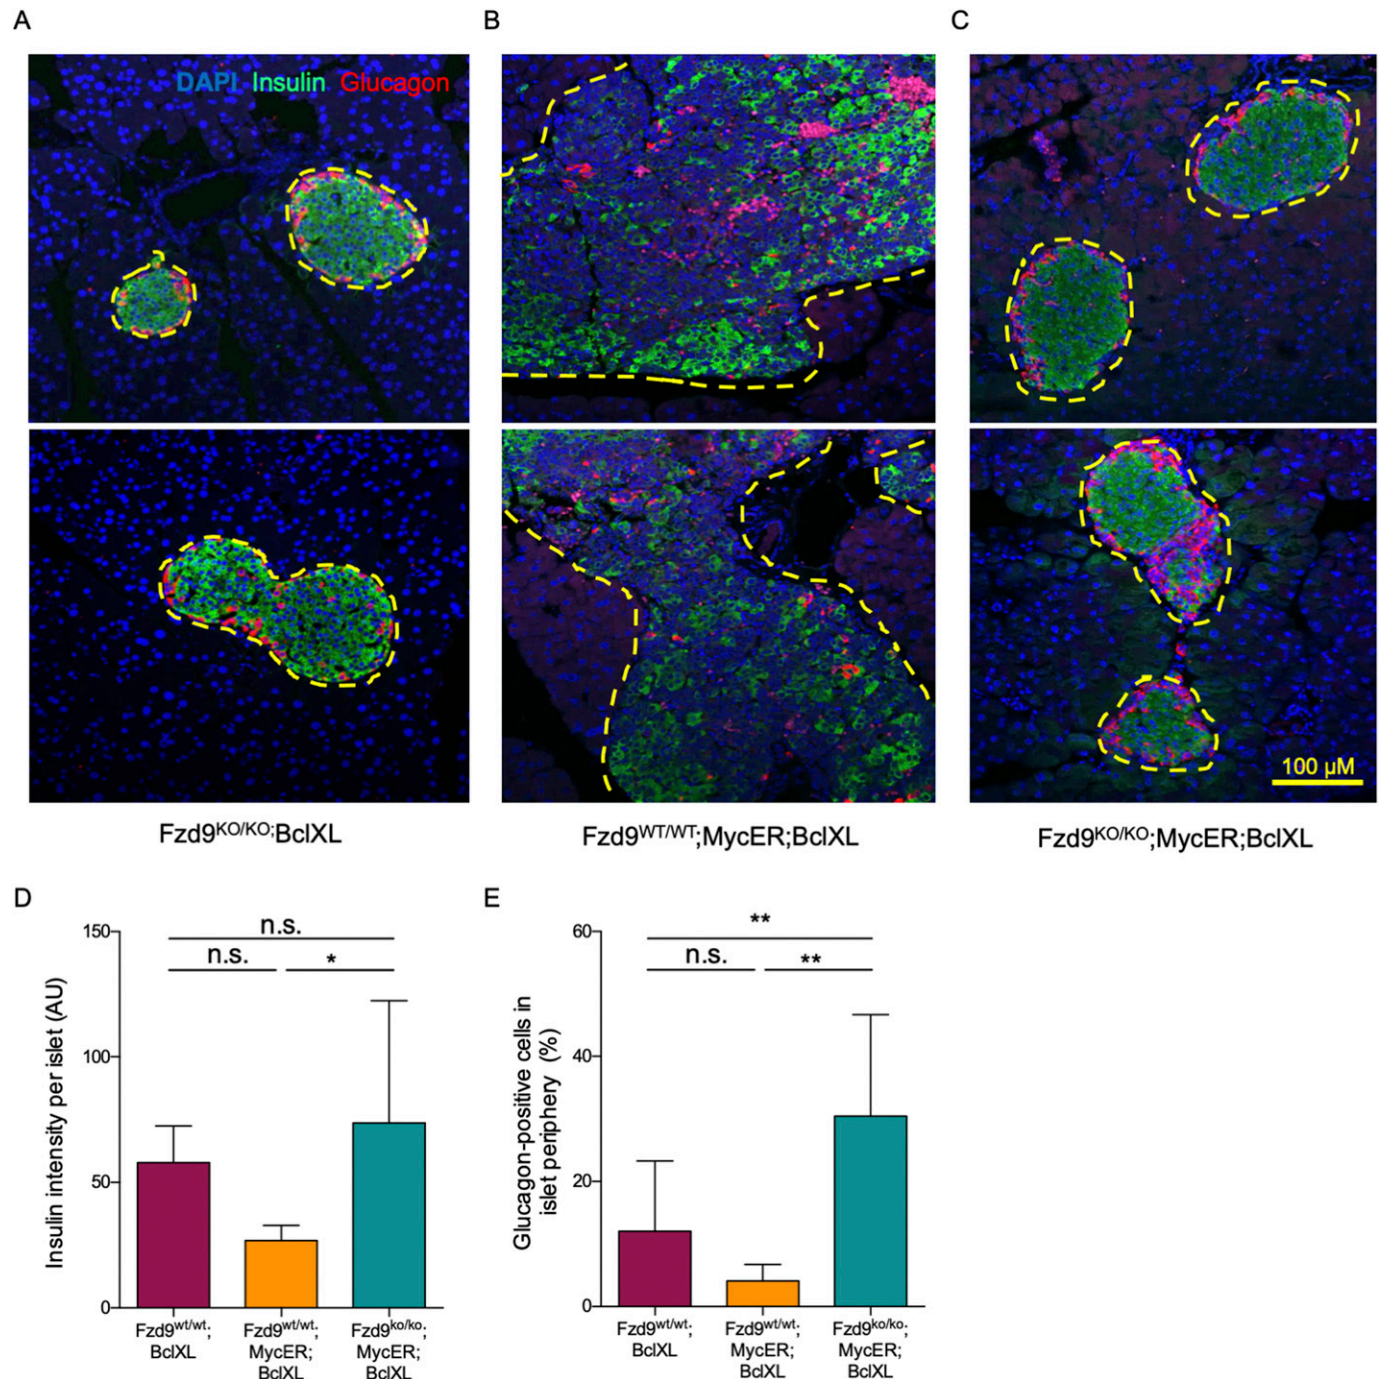 A
B
C
DAPI Insulin Glucagon
100 µM
Fzd9KO/KO;BclXL
Fzd9WT/WT;MycER;BclXL
Fzd9KO/KO;MycER;BclXL
D
150
100
50
0
Insulin intensity per islet (AU)
n.s.
n.s.
*
Fzd9wt/wt;
BclXL
Fzd9wt/wt;
MycER;
BclXL
Fzd9ko/ko;
MycER;
BclXL
E
60
40
20
0
Glucagon-positive cells in
islet periphery (%)
**
n.s.
**
Fzd9wt/wt;
BclXL
Fzd9wt/wt;
MycER;
BclXL
Fzd9ko/ko;
MycER;
BclXL